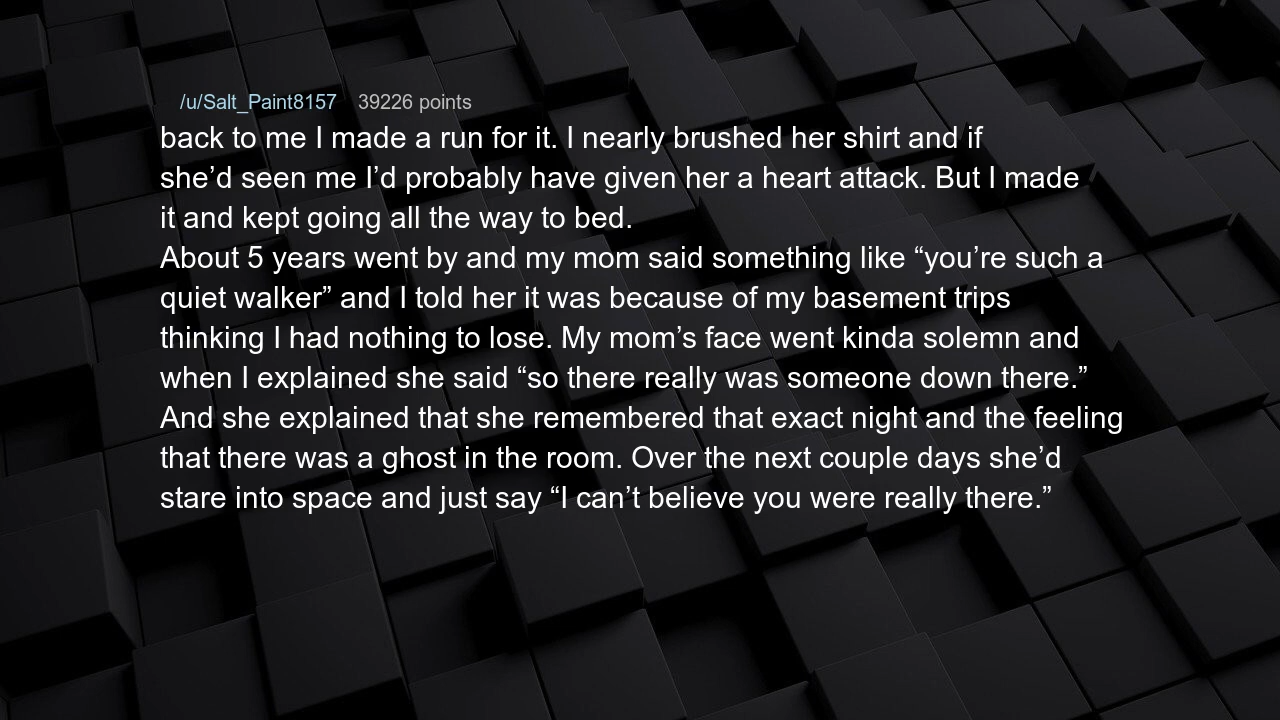 /u/Salt_Paint8157 39226 points
back to me I made a run for it. I nearly brushed her shirt and if
she’d seen me I’d probably have given her a heart attack. But I made
it and kept going all the way to bed.
About 5 years went by and my mom said something like “you’re such a
quiet walker” and I told her it was because of my basement trips
thinking I had nothing to lose. My mom’s face went kinda solemn and
when I explained she said “so there really was someone down there.”
And she explained that she remembered that exact night and the feeling
that there was a ghost in the room. Over the next couple days she’d
stare into space and just say “I can’t believe you were really there.”